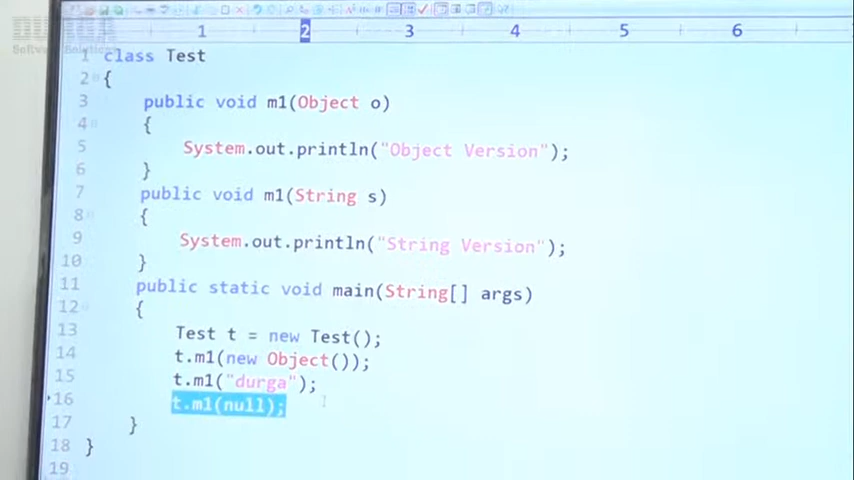 DURGA
Software Solutions
1 2 3 4 5 6
1 class Test
2 {
3 public void m1(Object o)
4 {
5 System.out.println("Object Version");
6 }
7 public void m1(String s)
8 {
9 System.out.println("String Version");
10 }
11 public static void main(String[] args)
12 {
13 Test t = new Test();
14 t.m1(new Object());
15 t.m1("durga");
16 t.m1(null);
17 }
18 }
19